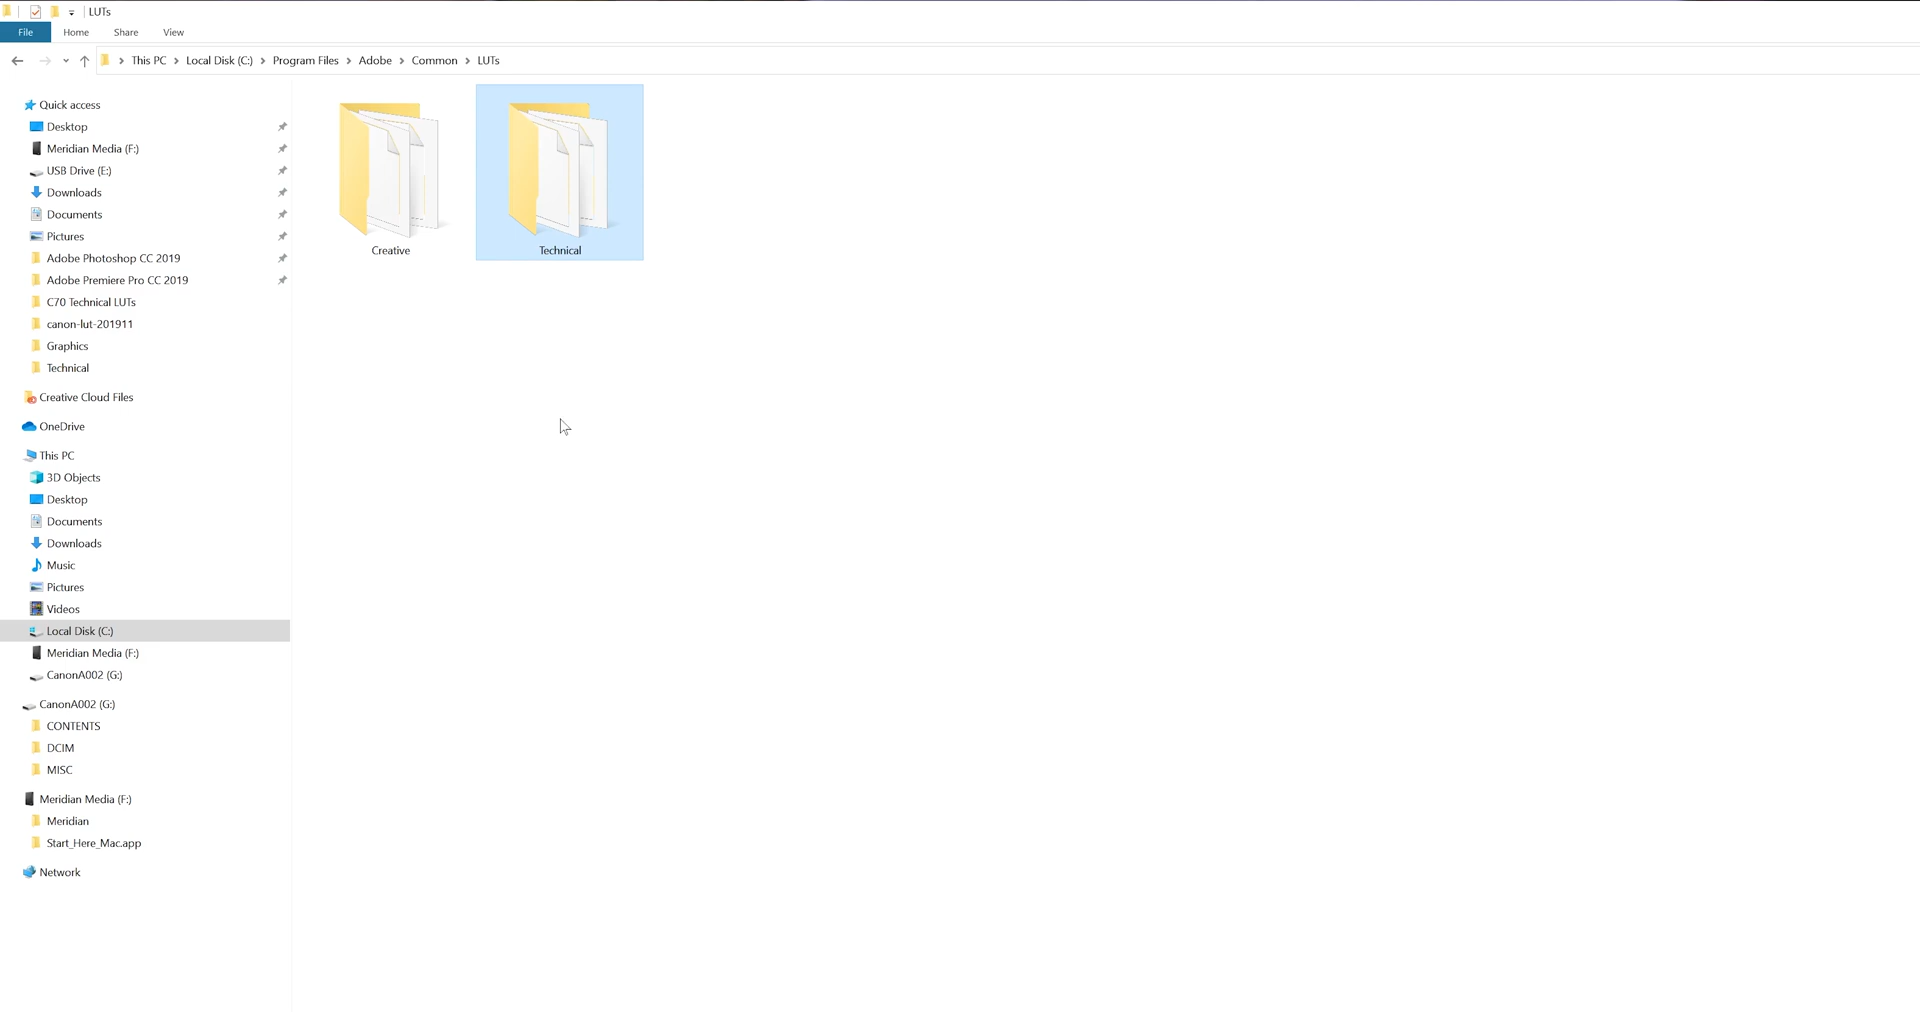 LUTs
File Home Share View
This PC Local Disk (C:) Program Files Adobe Common LUTs
Quick access
Desktop
Meridian Media (F:)
USB Drive (E:)
Downloads
Documents
Pictures
Adobe Photoshop CC 2019
Adobe Premiere Pro CC 2019
C70 Technical LUTs
canon-lut-201911
Graphics
Technical
Creative Cloud Files
OneDrive
This PC
3D Objects
Desktop
Documents
Downloads
Music
Pictures
Videos
Local Disk (C:)
Meridian Media (F:)
CanonA002 (G:)
CanonA002 (G:)
CONTENTS
DCIM
MISC
Meridian Media (F:)
Meridian
Start_Here_Mac.app
Network
Creative
Technical